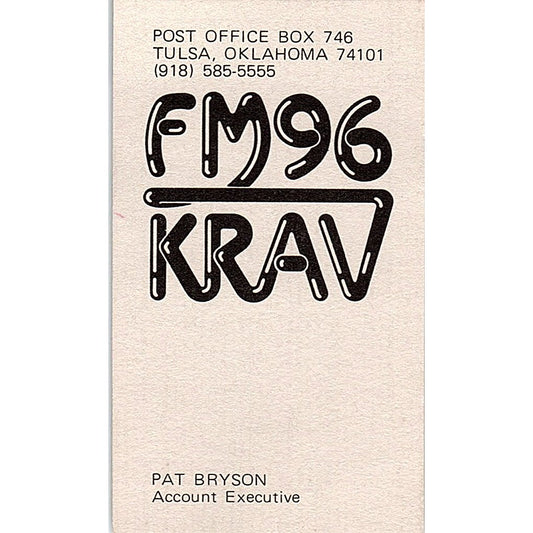 POST OFFICE BOX 746
TULSA, OKLAHOMA 74101
(918) 585-5555
FM96
KRAV
PAT BRYSON
Account Executive